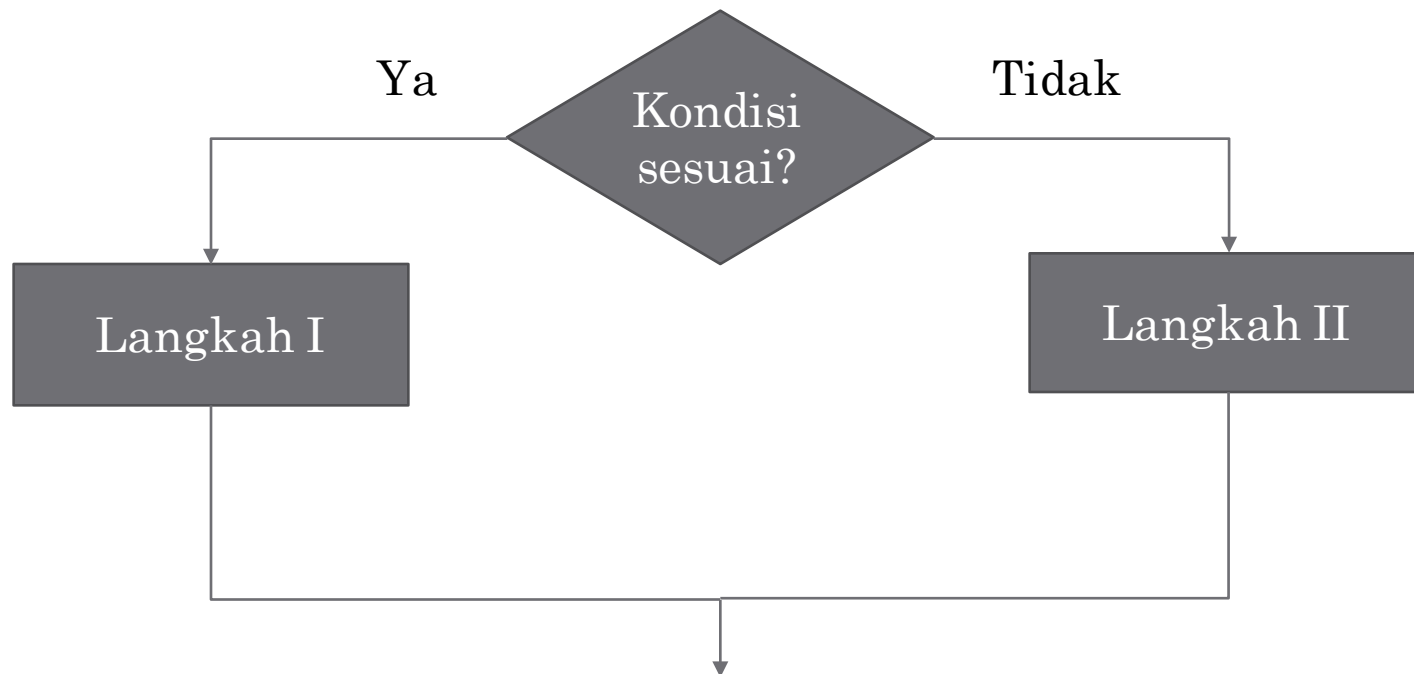 Ya
Kondisi
sesuai?
Tidak
Langkah I
Langkah II